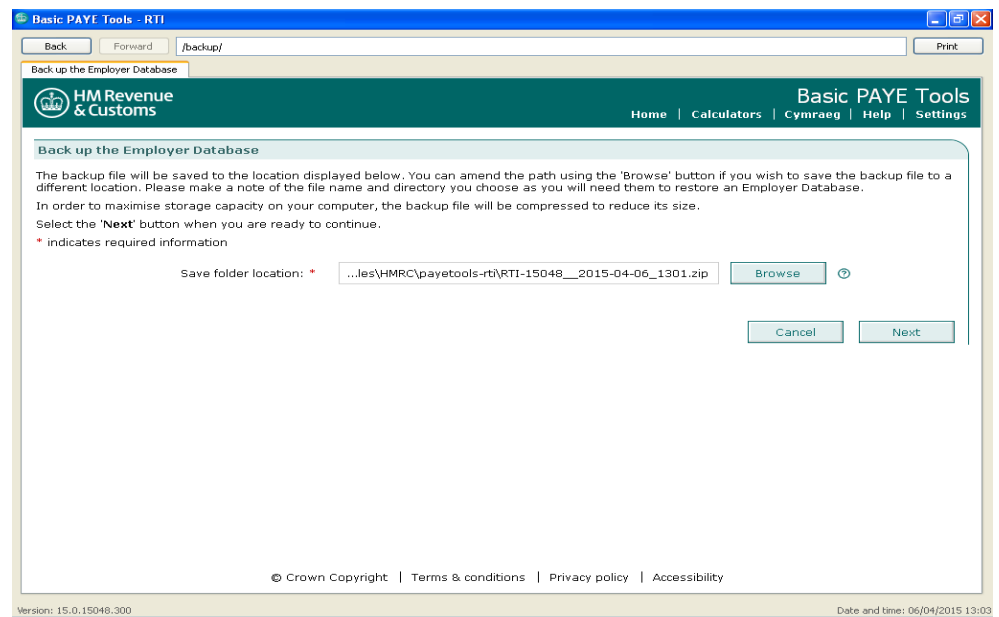 Basic PAYE Tools - RTI
Back Forward /backup/ Print
Back up the Employer Database
HM Revenue
& Customs
Basic PAYE Tools
Home | Calculators | Cymraeg | Help | Settings
Back up the Employer Database
The backup file will be saved to the location displayed below. You can amend the path using the 'Browse' button if you wish to save the backup file to a
different location. Please make a note of the file name and directory you choose as you will need them to restore an Employer Database.
In order to maximise storage capacity on your computer, the backup file will be compressed to reduce its size.
Select the 'Next' button when you are ready to continue.
* indicates required information
Save folder location: * ...les\HMRC\payetools-rti\RTI-15048__2015-04-06_1301.zip Browse ?
Cancel Next
© Crown Copyright | Terms & conditions | Privacy policy | Accessibility
Version: 15.0.15048.300 Date and time: 06/04/2015 13:03